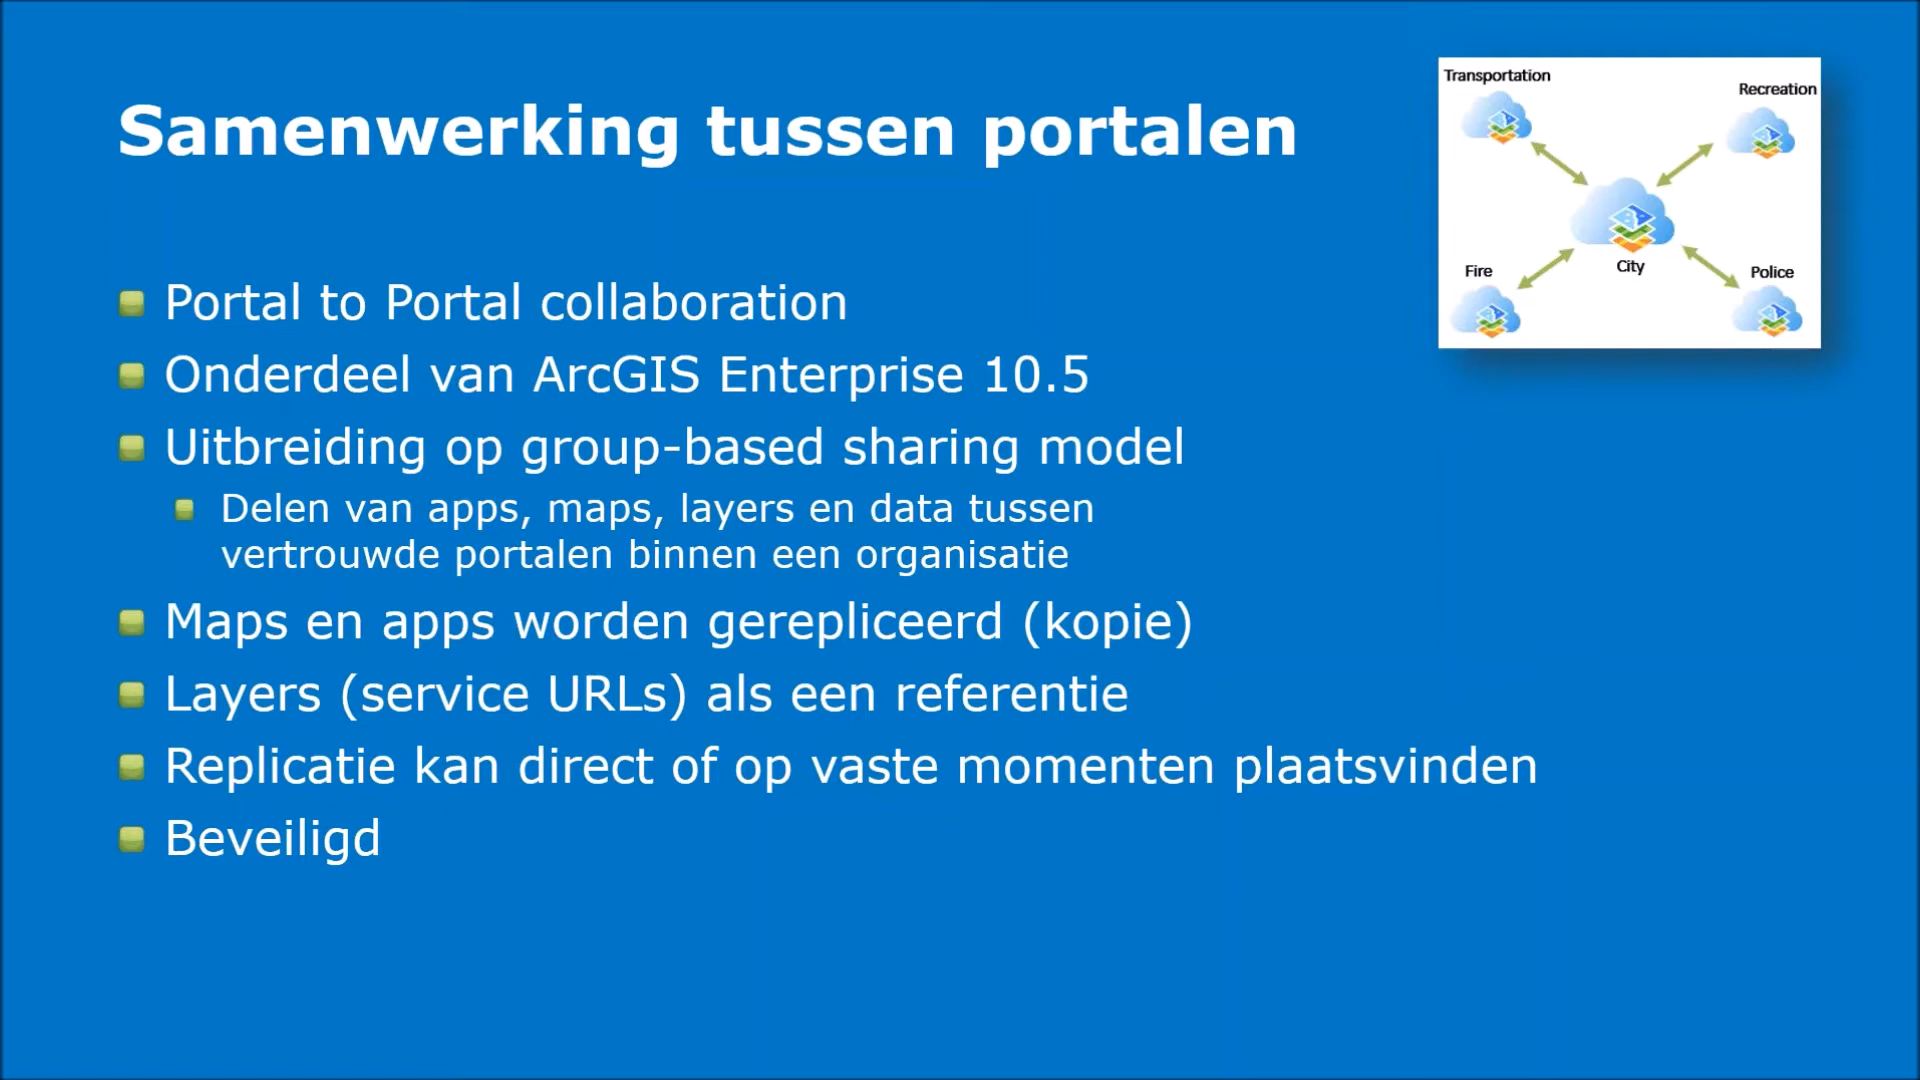 Samenwerking tussen portalen
Transportation
Recreation
City
Fire
Police
Portal to Portal collaboration
Onderdeel van ArcGIS Enterprise 10.5
Uitbreiding op group-based sharing model
Delen van apps, maps, layers en data tussen
vertrouwde portalen binnen een organisatie
Maps en apps worden gerepliceerd (kopie)
Layers (service URLs) als een referentie
Replicatie kan direct of op vaste momenten plaatsvinden
Beveiligd